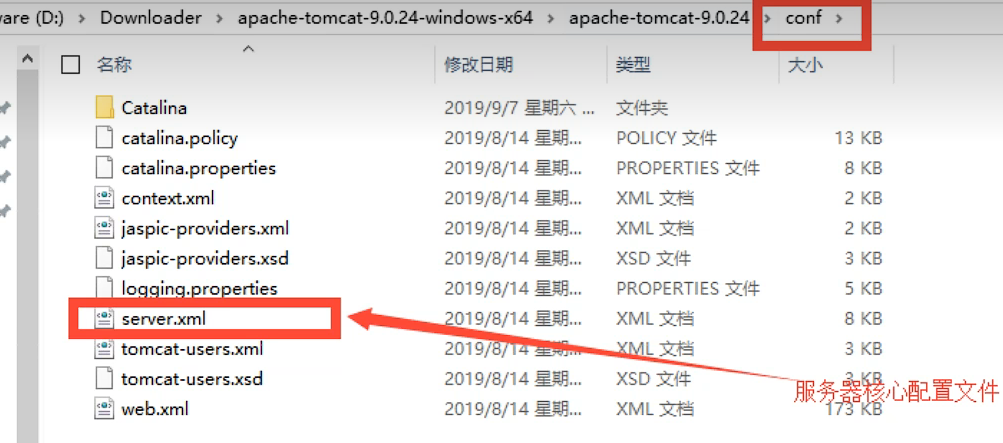 are (D:) › Downloader › apache-tomcat-9.0.24-windows-x64 › apache-tomcat-9.0.24 › conf ›
名称 修改日期 类型 大小
Catalina 2019/9/7 星期六 ... 文件夹
catalina.policy 2019/8/14 星期... POLICY 文件 13 KB
catalina.properties 2019/8/14 星期... PROPERTIES 文件 8 KB
context.xml 2019/8/14 星期... XML 文档 2 KB
jaspic-providers.xml 2019/8/14 星期... XML 文档 2 KB
jaspic-providers.xsd 2019/8/14 星期... XSD 文件 3 KB
logging.properties 2019/8/14 星期... PROPERTIES 文件 5 KB
server.xml 2019/8/14 星期... XML 文档 8 KB
tomcat-users.xml 2019/8/14 星期... XML 文档 3 KB
tomcat-users.xsd 2019/8/14 星期... XSD 文件 3 KB
服务器核心配置文件
web.xml 2019/8/14 星期... XML 文档 173 KB